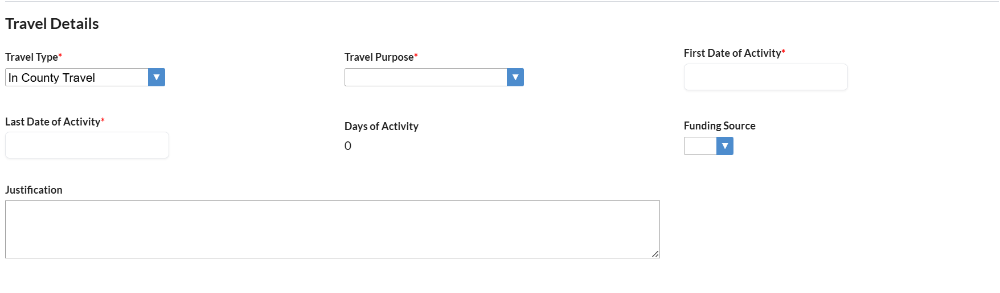 Travel Details
Travel Type*
Travel Purpose*
First Date of Activity*
In County Travel
Last Date of Activity*
Days of Activity
Funding Source
0
Justification